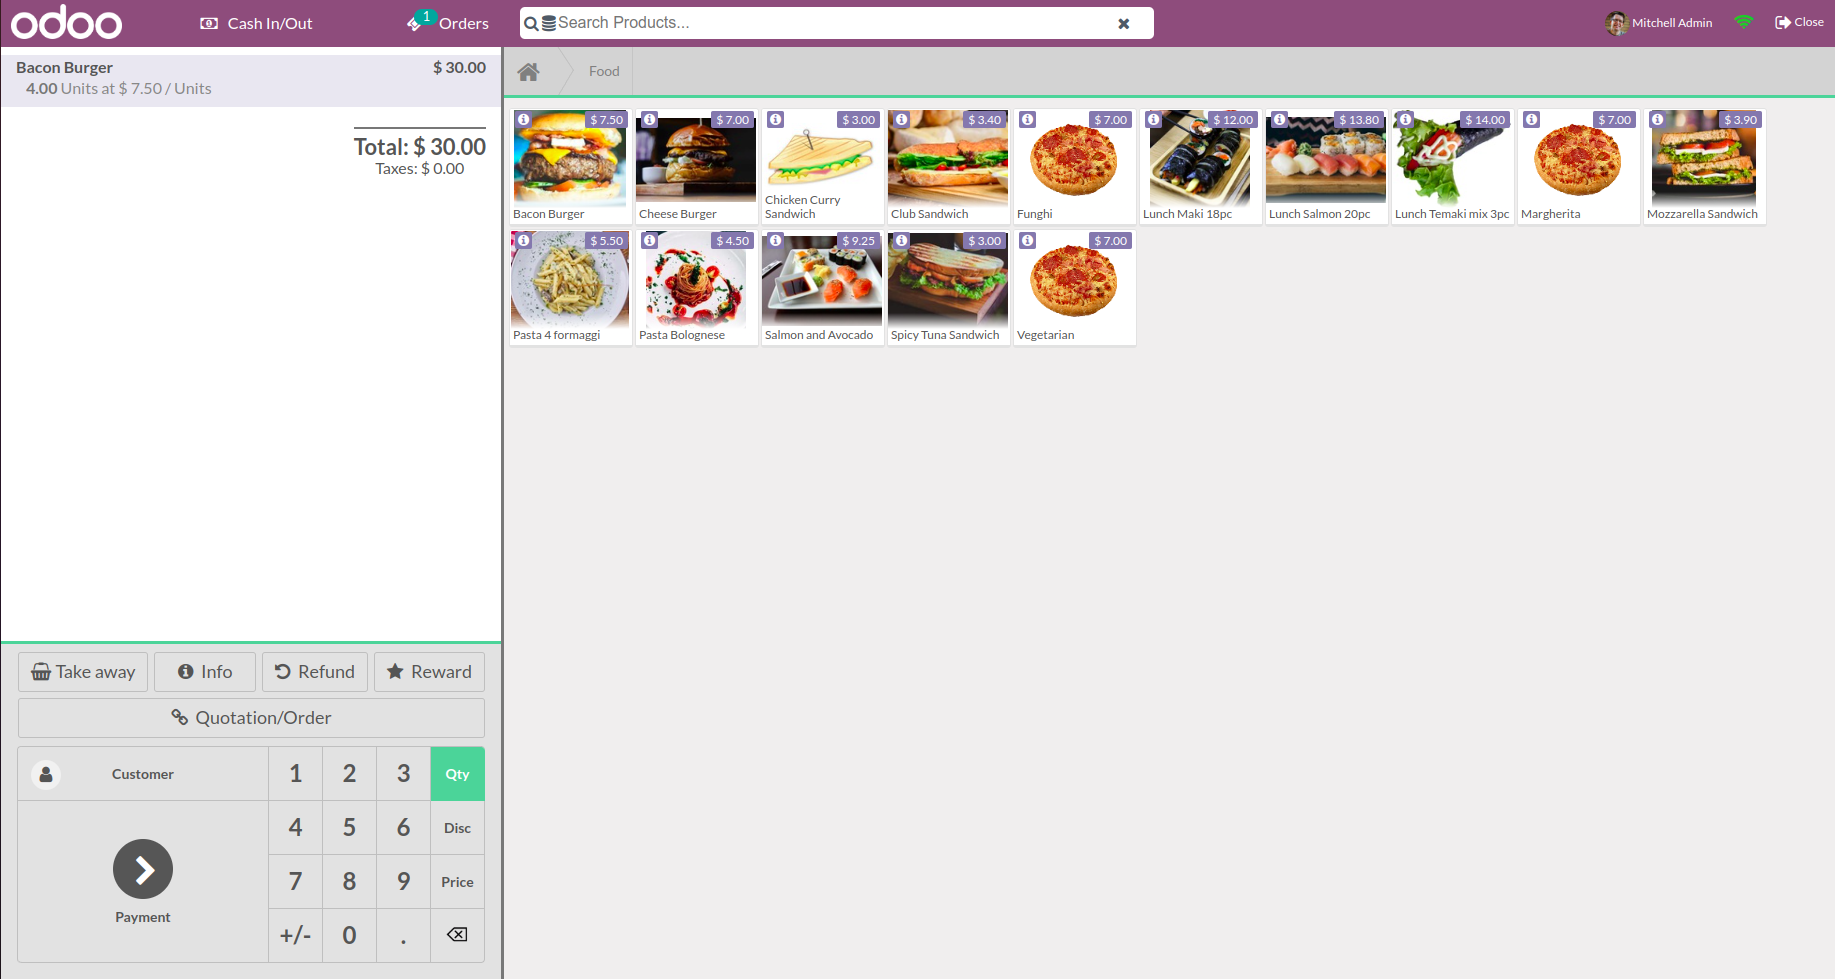 odoo
Cash In/Out
1
Orders
Search Products...
Mitchell Admin
Close
Bacon Burger
$ 30.00
4.00 Units at $ 7.50 / Units
Total: $ 30.00
Taxes: $ 0.00
Food
$ 7.50
Bacon Burger
$ 7.00
Cheese Burger
$ 3.00
Chicken Curry
Sandwich
$ 3.40
Club Sandwich
$ 7.00
Funghi
$ 12.00
Lunch Maki 18pc
$ 13.80
Lunch Salmon 20pc
$ 14.00
Lunch Temaki mix 3pc
$ 7.00
Margherita
$ 3.90
Mozzarella Sandwich
$ 5.50
Pasta 4 formaggi
$ 4.50
Pasta Bolognese
$ 9.25
Salmon and Avocado
$ 3.00
Spicy Tuna Sandwich
$ 7.00
Vegetarian
Take away
Info
Refund
Reward
Quotation/Order
Customer
1 2 3 Qty
4 5 6 Disc
7 8 9 Price
Payment
+/- 0 .